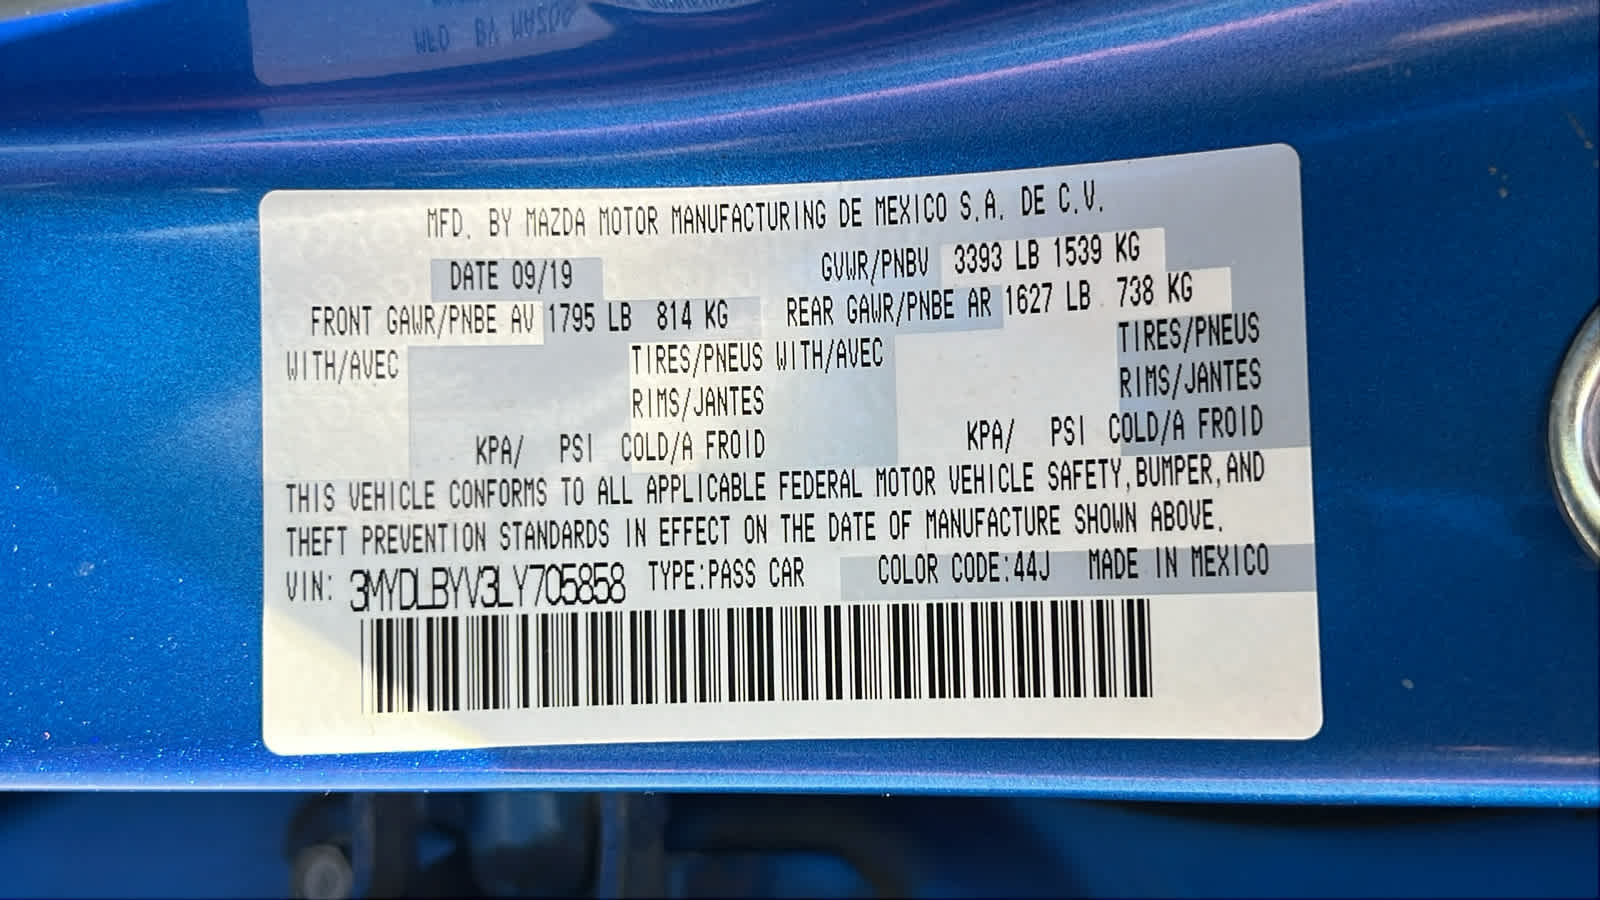 MFD. BY MAZDA MOTOR MANUFACTURING DE MEXICO S.A. DE C.V.
DATE 09/19 GVWR/PNBV 3393 LB 1539 KG
FRONT GAWR/PNBE AV 1795 LB 814 KG REAR GAWR/PNBE AR 1627 LB 738 KG
WITH/AVEC TIRES/PNEUS WITH/AVEC TIRES/PNEUS
RIMS/JANTES RIMS/JANTES
KPA/ PSI COLD/A FROID KPA/ PSI COLD/A FROID
THIS VEHICLE CONFORMS TO ALL APPLICABLE FEDERAL MOTOR VEHICLE SAFETY, BUMPER, AND
THEFT PREVENTION STANDARDS IN EFFECT ON THE DATE OF MANUFACTURE SHOWN ABOVE.
VIN: 3MYDLBYV3LY705858 TYPE:PASS CAR COLOR CODE:44J MADE IN MEXICO